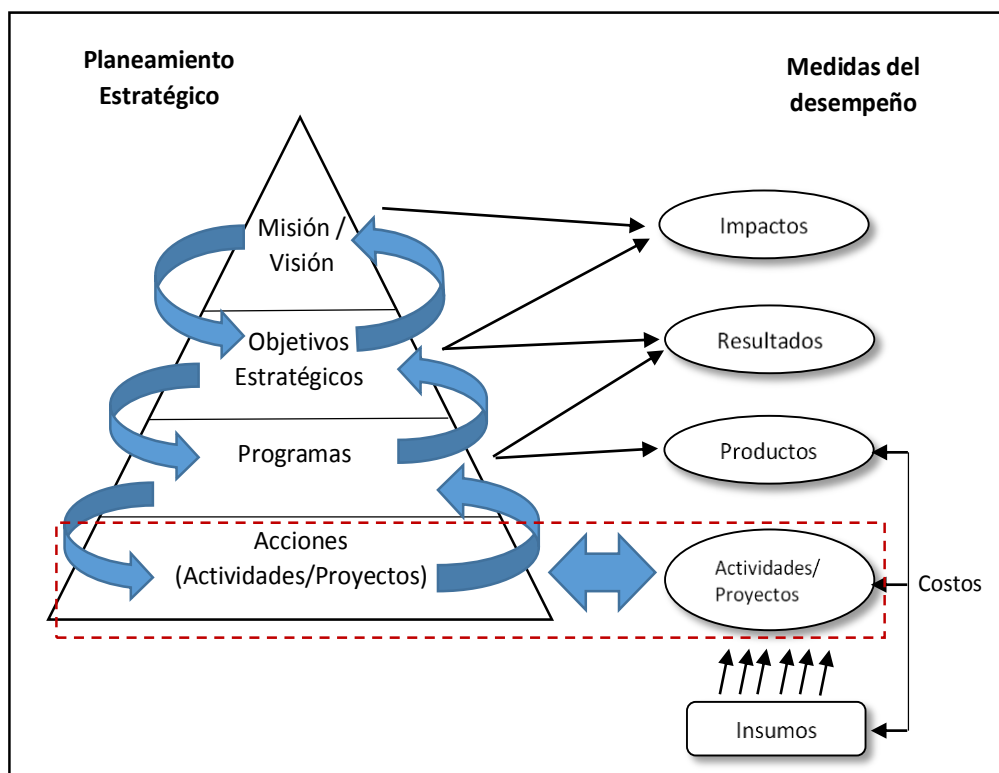 Planeamiento
Estratégico
Medidas del
desempeño
Misión /
Visión
Impactos
Objetivos
Estratégicos
Resultados
Programas
Productos
Acciones
(Actividades/Proyectos)
Actividades/
Proyectos
Costos
Insumos